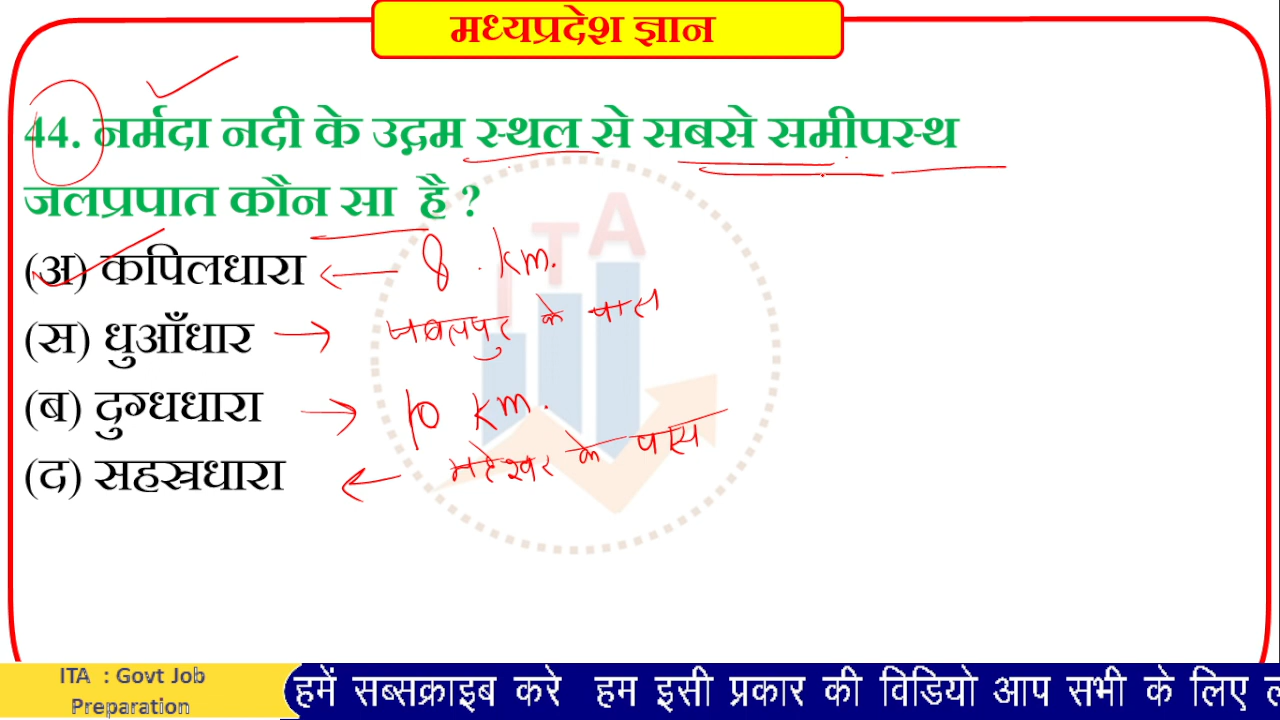 मध्यप्रदेश ज्ञान
44. नर्मदा नदी के उद्गम स्थल से सबसे समीपस्थ
जलप्रपात कौन सा है ?
(अ) कपिलधारा 8 km.
(स) धुआँधार जबलपुर के पास
(ब) दुग्धधारा 10 km.
(द) सहस्रधारा महेश्वर के पास
ITA
ITA : Govt Job
Preparation
हमें सब्सक्राइब करे हम इसी प्रकार की विडियो आप सभी के लिए